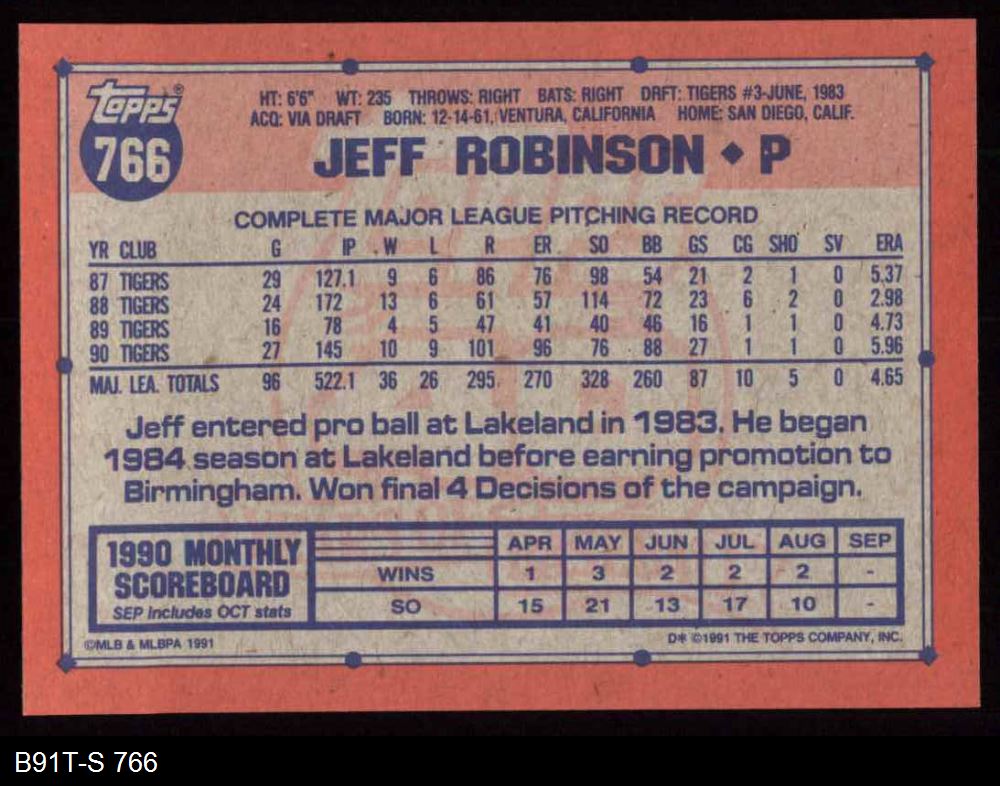 Topps®
766
HT: 6'6" WT: 235 THROWS: RIGHT BATS: RIGHT DRFT: TIGERS #3-JUNE, 1983
ACQ: VIA DRAFT BORN: 12-14-61, VENTURA, CALIFORNIA HOME: SAN DIEGO, CALIF.
JEFF ROBINSON ◆ P
COMPLETE MAJOR LEAGUE PITCHING RECORD
YR CLUB G IP W L R ER SO BB GS CG SHO SV ERA
87 TIGERS 29 127.1 9 6 86 76 98 54 21 2 1 0 5.37
88 TIGERS 24 172 13 6 61 57 114 72 23 6 2 0 2.98
89 TIGERS 16 78 4 5 47 41 40 46 16 1 1 0 4.73
90 TIGERS 27 145 10 9 101 96 76 88 27 1 1 0 5.96
MAJ. LEA. TOTALS 96 522.1 36 26 295 270 328 260 87 10 5 0 4.65
Jeff entered pro ball at Lakeland in 1983. He began
1984 season at Lakeland before earning promotion to
Birmingham. Won final 4 Decisions of the campaign.
1990 MONTHLY
SCOREBOARD
SEP includes OCT stats
APR MAY JUN JUL AUG SEP
WINS 1 3 2 2 2 -
SO 15 21 13 17 10 -
©MLB & MLBPA 1991
D* ©1991 THE TOPPS COMPANY, INC.
B91T-S 766